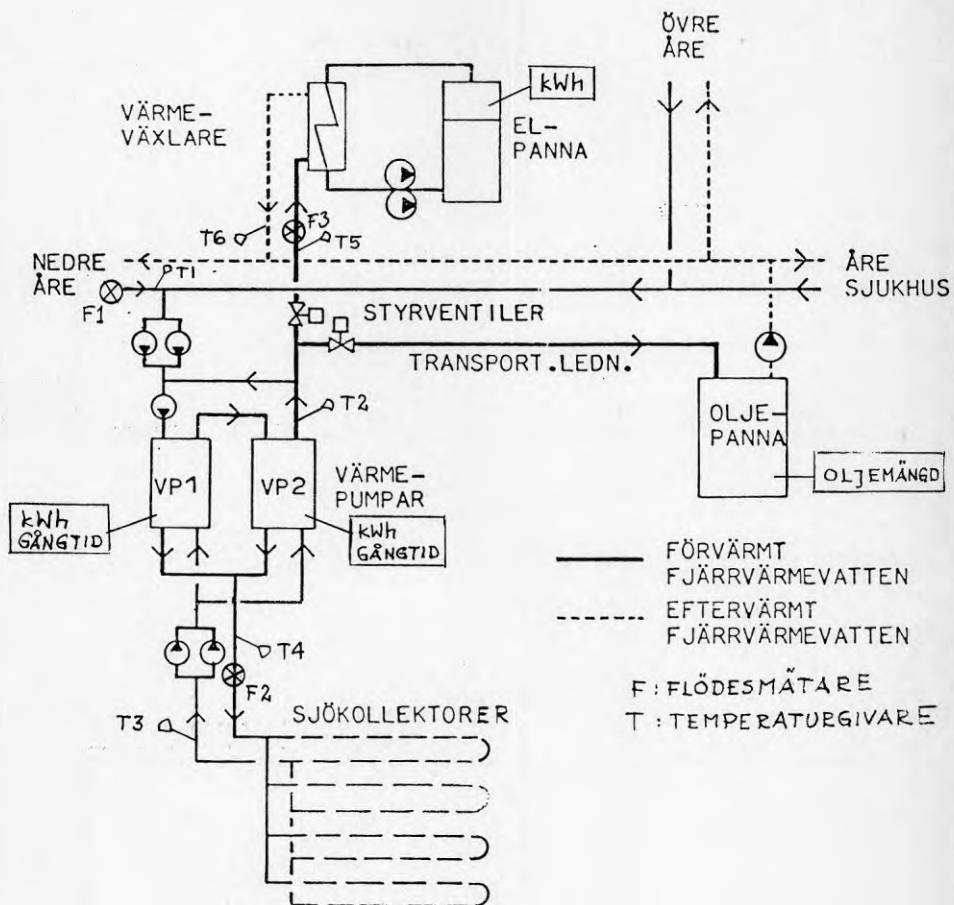 ÖVRE
ÅRE
kWh
VÄRME-
VÄXLARE
EL-
PANNA
F3
T6
T5
NEDRE
ÅRE
T1
ÅRE
SJUKHUS
F1
STYRVENTILER
TRANSPORT.LEDN.
T2
OLJE-
PANNA
VP1
VP2
VÄRME-
PUMPAR
OLJEMÄNGD
kWh
GÅNGTID
kWh
GÅNGTID
FÖRVÄRMT
FJÄRRVÄRMEVATTEN
EFTERVÄRMT
FJÄRRVÄRMEVATTEN
T4
F2
T3
SJÖKOLLEKTORER
F : FLÖDESMÄTARE
T : TEMPERATURGIVARE